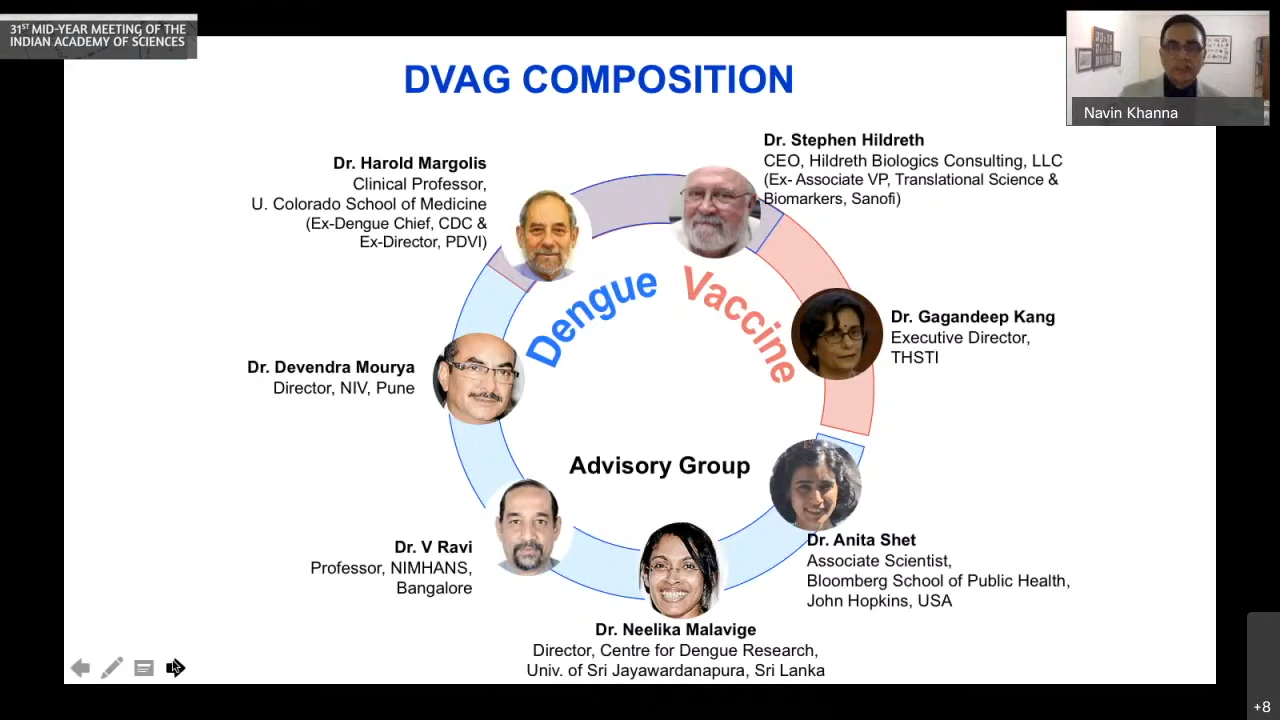 31ST MID-YEAR MEETING OF THE
INDIAN ACADEMY OF SCIENCES
DVAG COMPOSITION
Navin Khanna
Dr. Stephen Hildreth
CEO, Hildreth Biologics Consulting, LLC
(Ex- Associate VP, Translational Science &
Biomarkers, Sanofi)
Dr. Harold Margolis
Clinical Professor,
U. Colorado School of Medicine
(Ex-Dengue Chief, CDC &
Ex-Director, PDVI)
Dengue Vaccine
Dr. Gagandeep Kang
Executive Director,
THSTI
Dr. Devendra Mourya
Director, NIV, Pune
Advisory Group
Dr. Anita Shet
Associate Scientist,
Bloomberg School of Public Health,
John Hopkins, USA
Dr. V Ravi
Professor, NIMHANS,
Bangalore
Dr. Neelika Malavige
Director, Centre for Dengue Research,
Univ. of Sri Jayawardanapura, Sri Lanka
+8